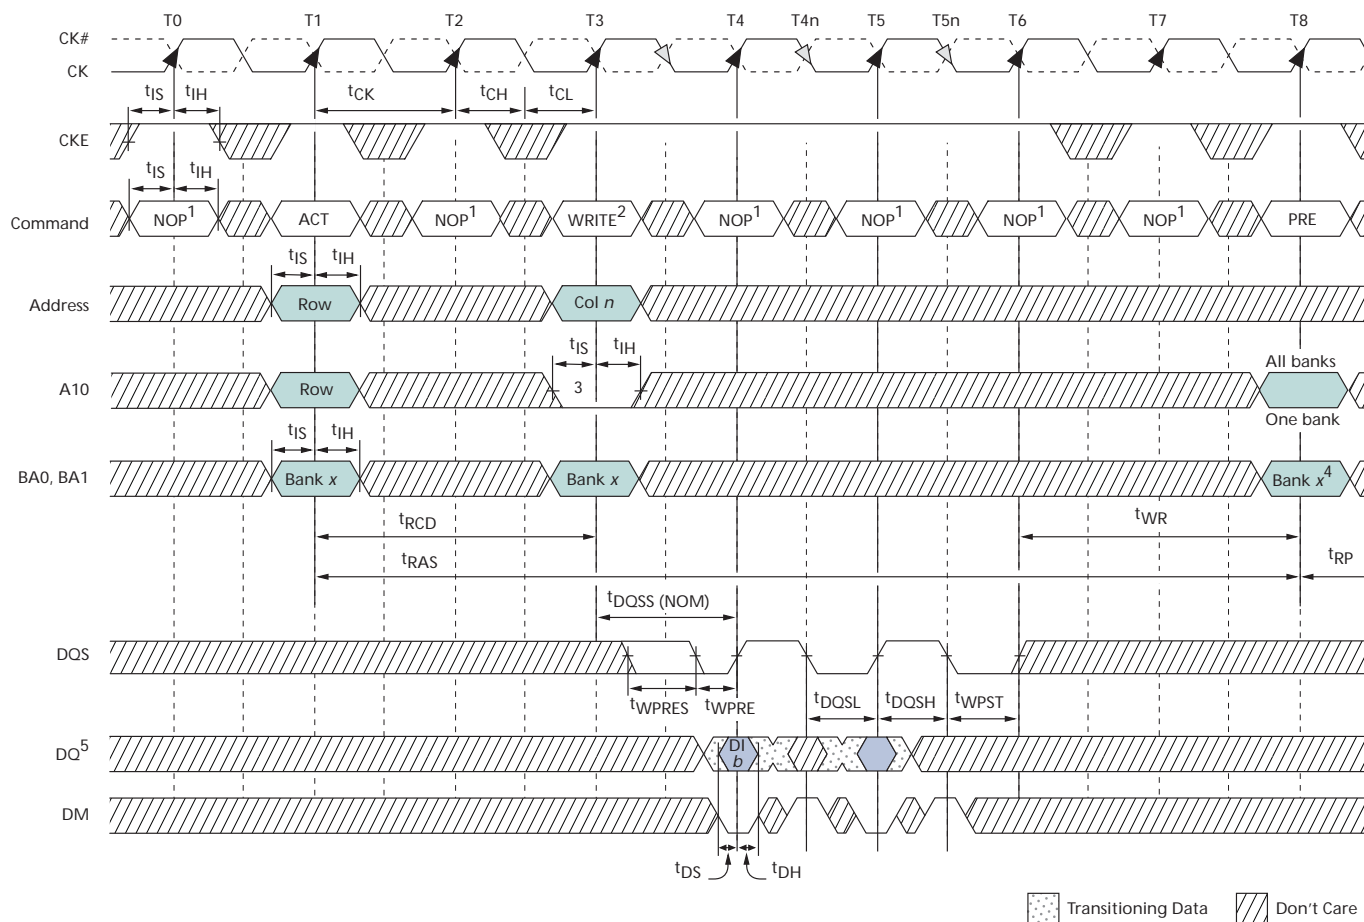 T0 T1 T2 T3 T4 T4n T5 T5n T6 T7 T8
CK#
CK
tIS tIH tCK tCH tCL
CKE
tIS tIH
Command NOP1 ACT NOP1 WRITE2 NOP1 NOP1 NOP1 NOP1 PRE
tIS tIH
Address Row Col n
tIS tIH All banks
A10 Row 3
One bank
tIS tIH
BA0, BA1 Bank x Bank x Bank x4
tRCD tWR
tRAS tRP
tDQSS (NOM)
DQS
tWPRES tWPRE tDQSL tDQSH tWPST
DQ5 DI
b
DM
tDS tDH
Transitioning Data Don't Care